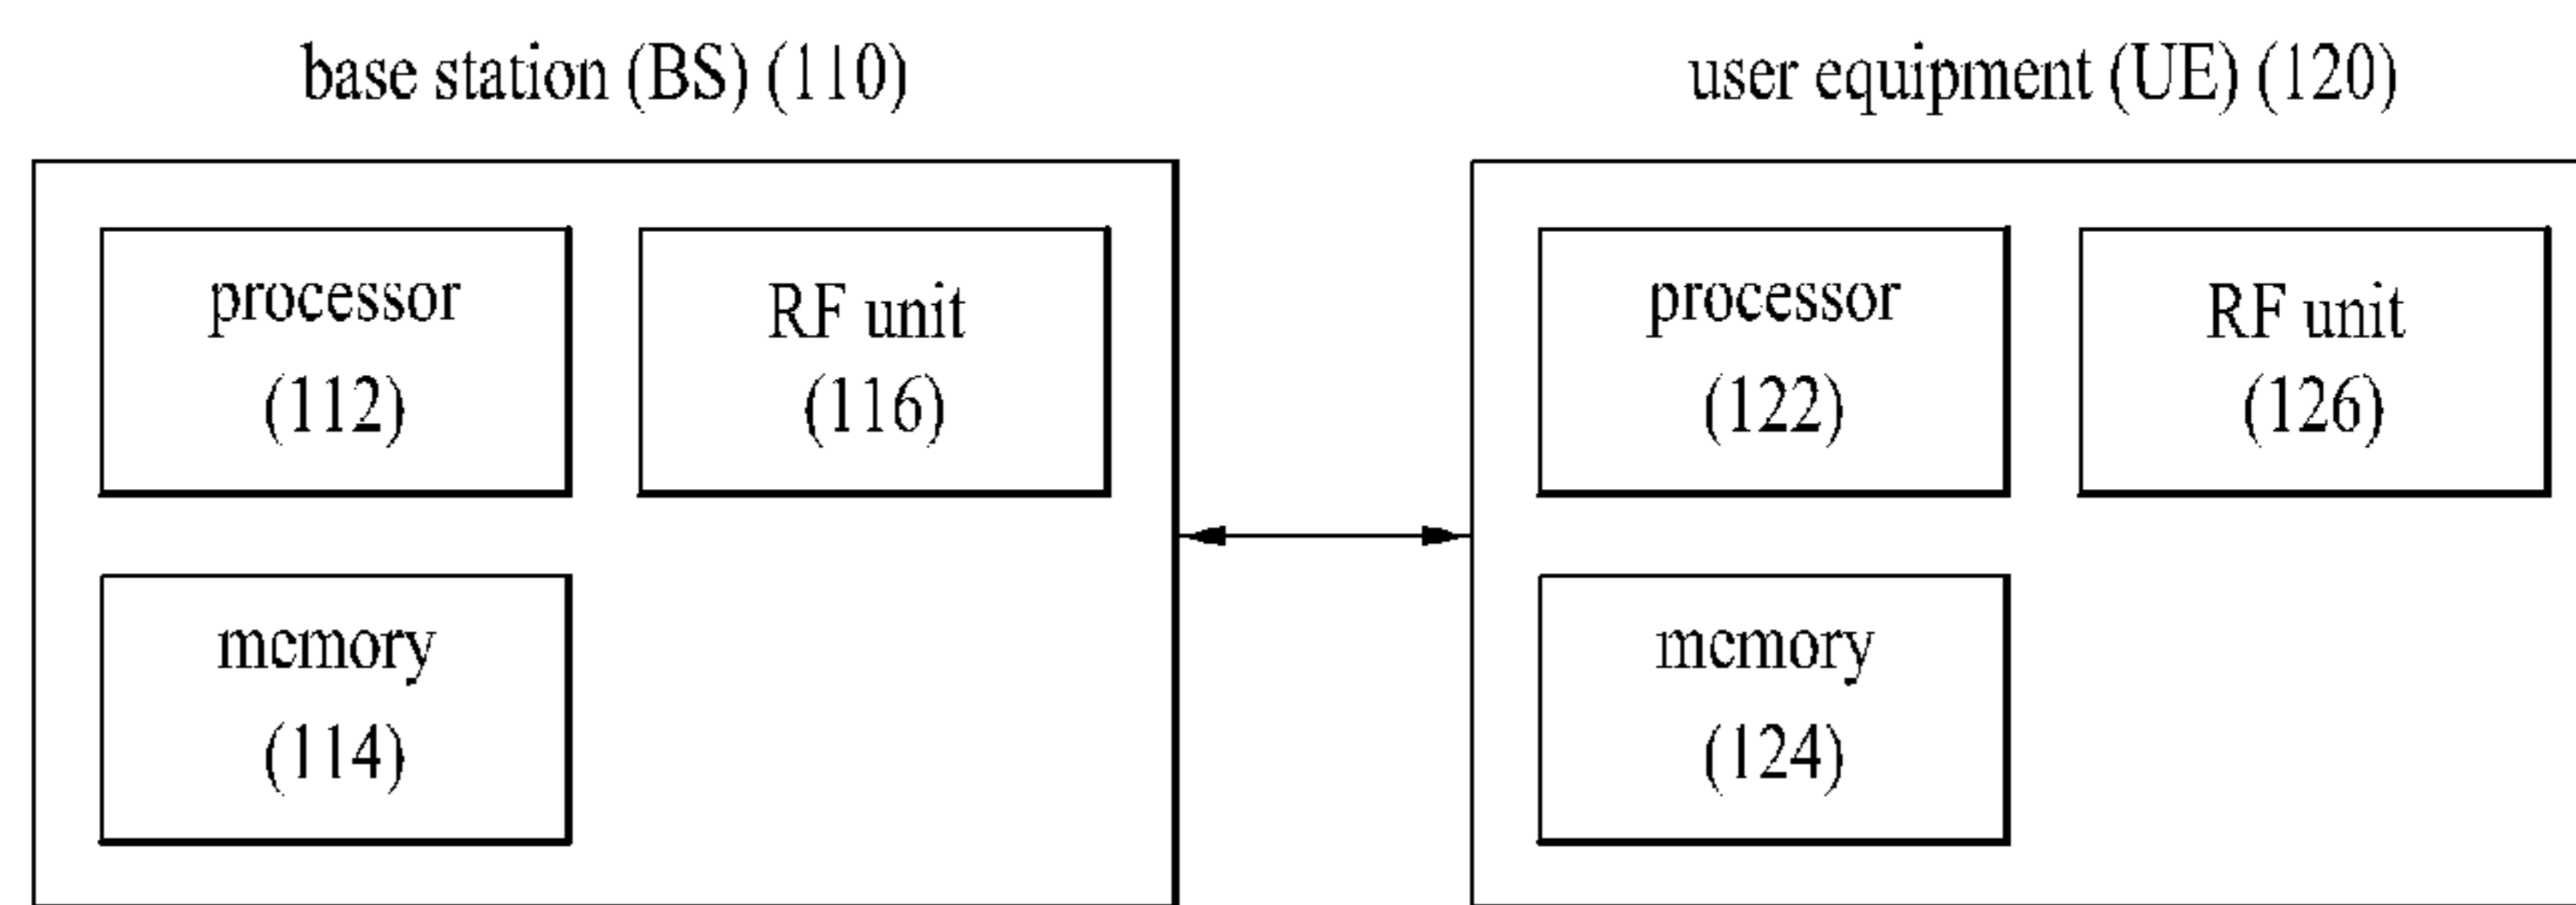 base station (BS) (110)
user equipment (UE) (120)
processor
(112)
RF unit
(116)
memory
(114)
processor
(122)
RF unit
(126)
memory
(124)